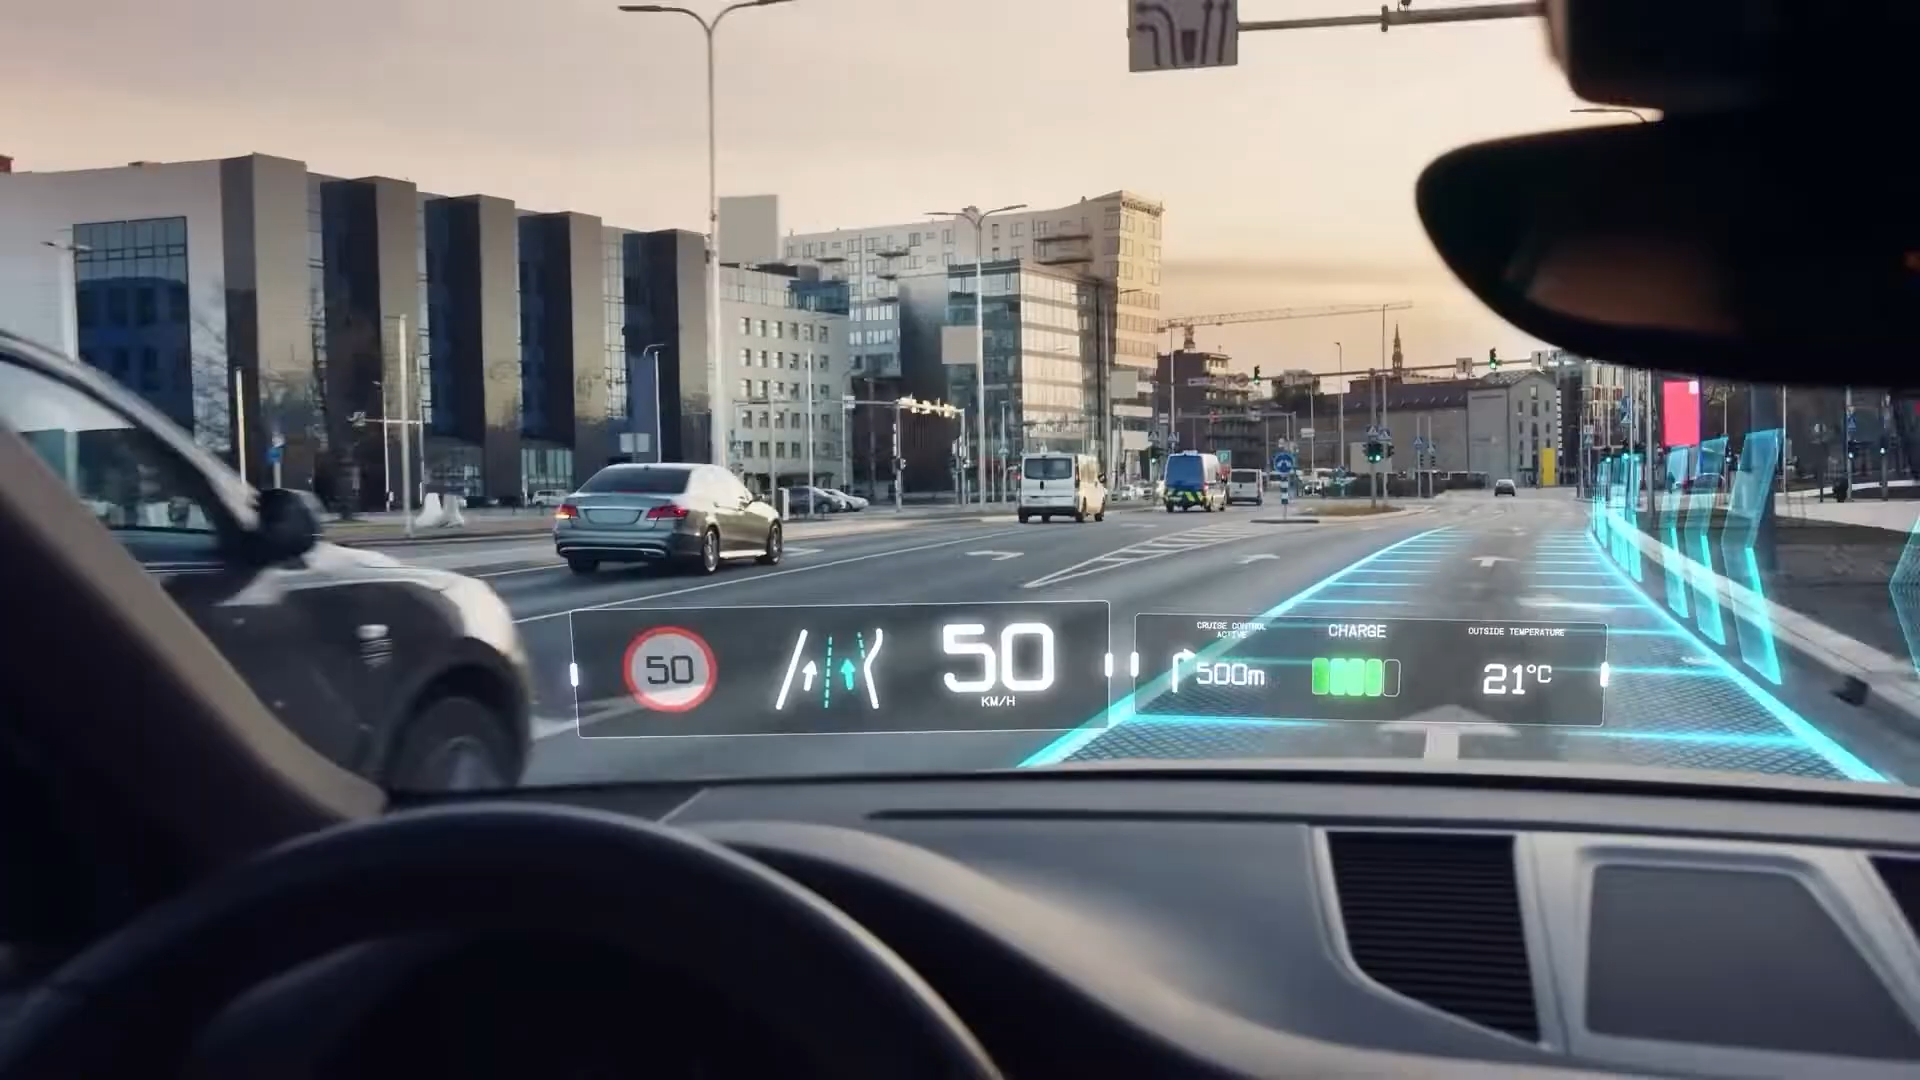 50
50
KM/H
CRUISE CONTROL
ACTIVE
500m
CHARGE
OUTSIDE TEMPERATURE
21°C